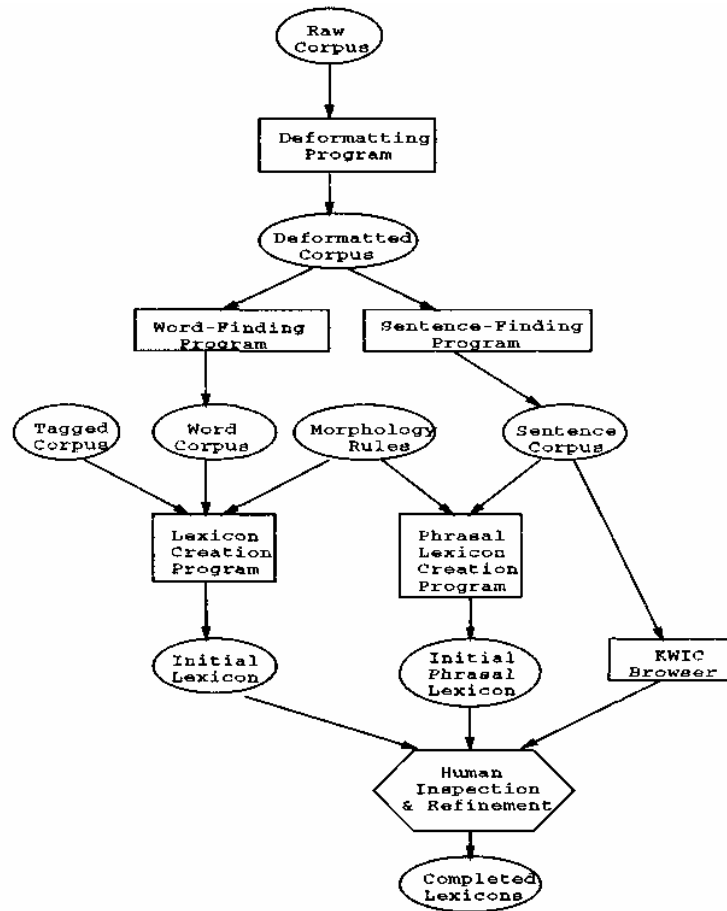 Raw
Corpus
Deformatting
Program
Deformatted
Corpus
Word-Finding
Program
Sentence-Finding
Program
Tagged
Corpus
Word
Corpus
Morphology
Rules
Sentence
Corpus
Lexicon
Creation
Program
Phrasal
Lexicon
Creation
Program
Initial
Lexicon
Initial
Phrasal
Lexicon
KWIC
Browser
Human
Inspection
& Refinement
Completed
Lexicons